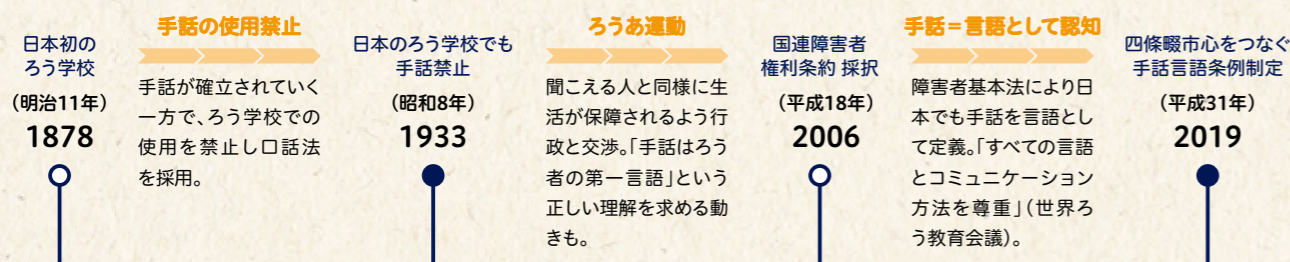 日本初の
ろう学校
（明治11年）
1878
手話の使用禁止
手話が確立されていく
一方で、ろう学校での
使用を禁止し口話法
を採用。
日本のろう学校でも
手話禁止
（昭和8年）
1933
ろうあ運動
聞こえる人と同様に生
活が保障されるよう行
政と交渉。「手話はろう
者の第一言語」という
正しい理解を求める動
きも。
国連障害者
権利条約 採択
（平成18年）
2006
手話＝言語として認知
障害者基本法により日
本でも手話を言語とし
て定義。「すべての言語
とコミュニケーション
方法を尊重」（世界ろ
う教育会議）。
四條畷市心をつなぐ
手話言語条例制定
（平成31年）
2019